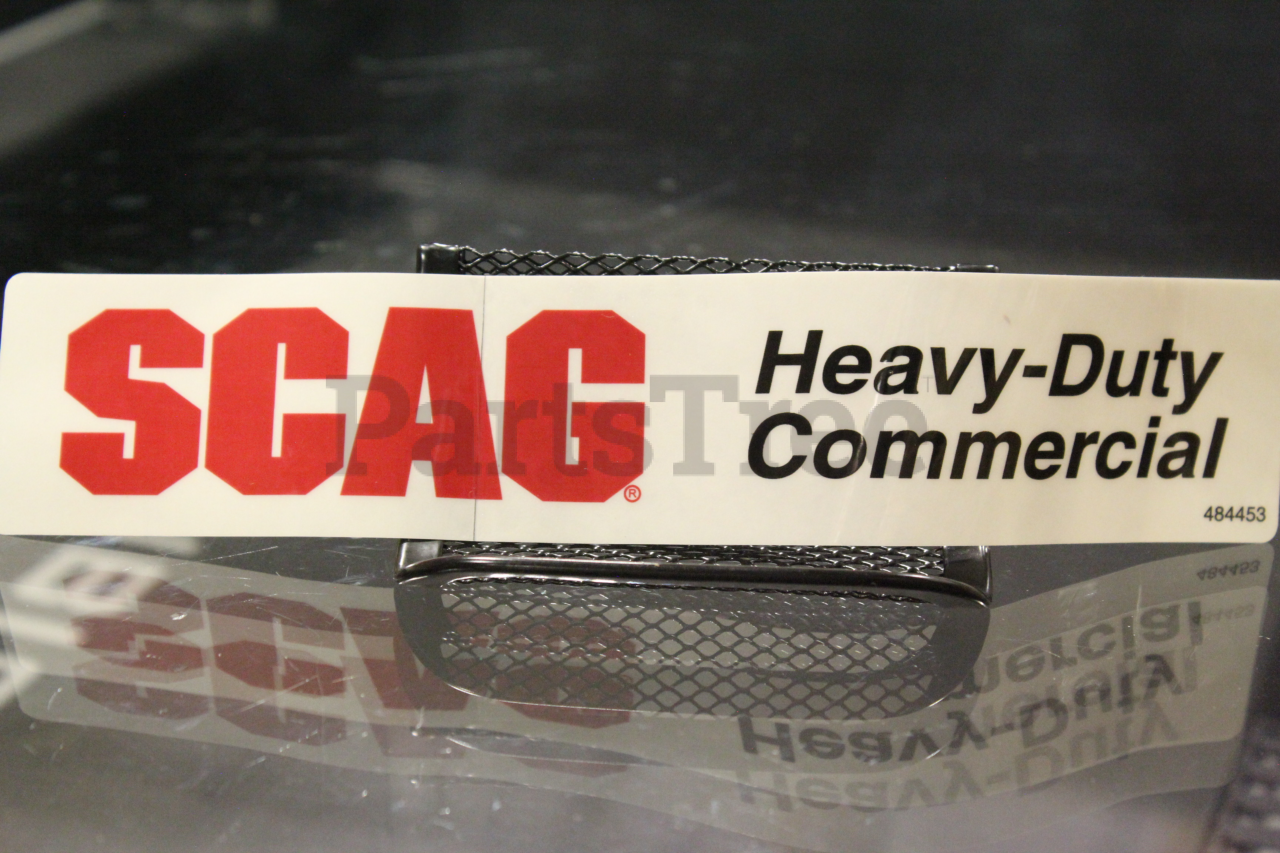 SCAG®
Heavy-Duty
Commercial
484453
PartsTree